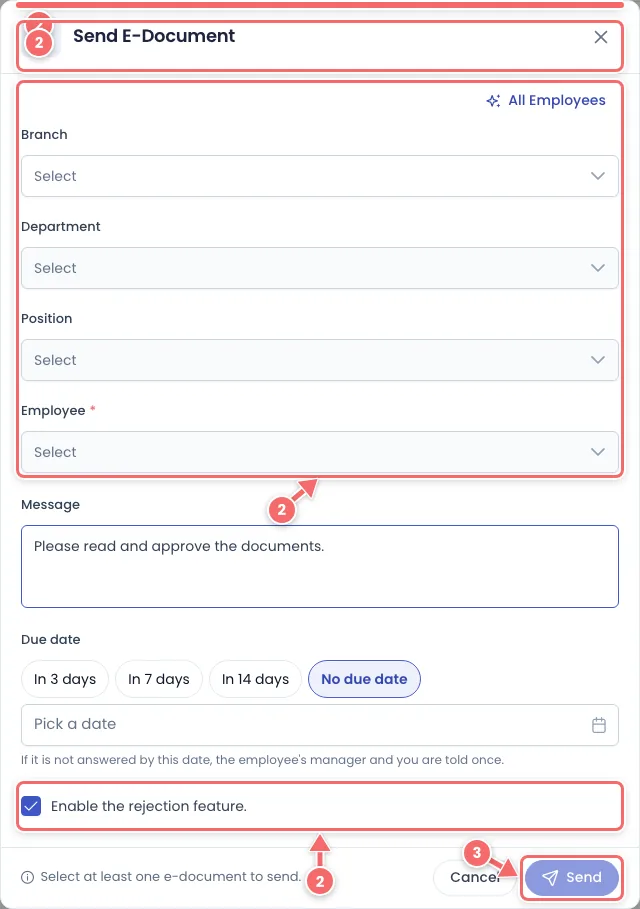 2
Send E-Document
All Employees
Branch
Select
Department
Select
Position
Select
Employee *
Select
2
Message
Please read and approve the documents.
Due date
In 3 days In 7 days In 14 days No due date
Pick a date
If it is not answered by this date, the employee's manager and you are told once.
Enable the rejection feature.
2
3
Select at least one e-document to send.
Cancel
Send